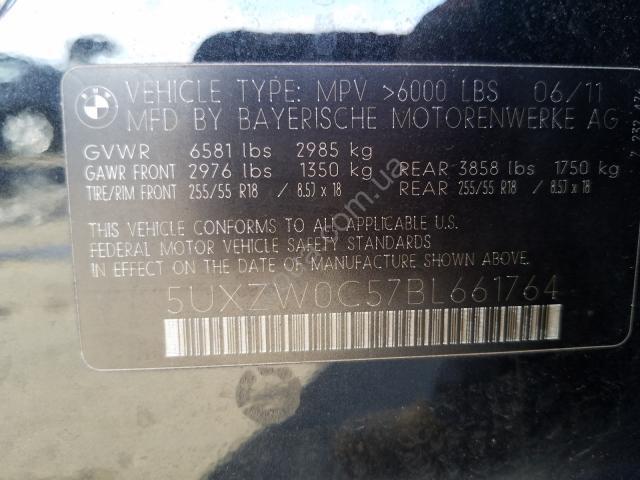 BMW
VEHICLE TYPE: MPV >6000 LBS 06/11
MFD BY BAYERISCHE MOTORENWERKE AG
GVWR 6581 lbs 2985 kg
GAWR FRONT 2976 lbs 1350 kg REAR 3858 lbs 1750 kg
TIRE/RIM FRONT 255/55 R18 / 8.5J x 18 REAR 255/55 R18 / 8.5J x 18
THIS VEHICLE CONFORMS TO ALL APPLICABLE U.S.
FEDERAL MOTOR VEHICLE SAFETY STANDARDS
IN EFFECT ON THE DATE OF MANUFACTURE SHOWN ABOVE.
5UXZW0C57BL661764